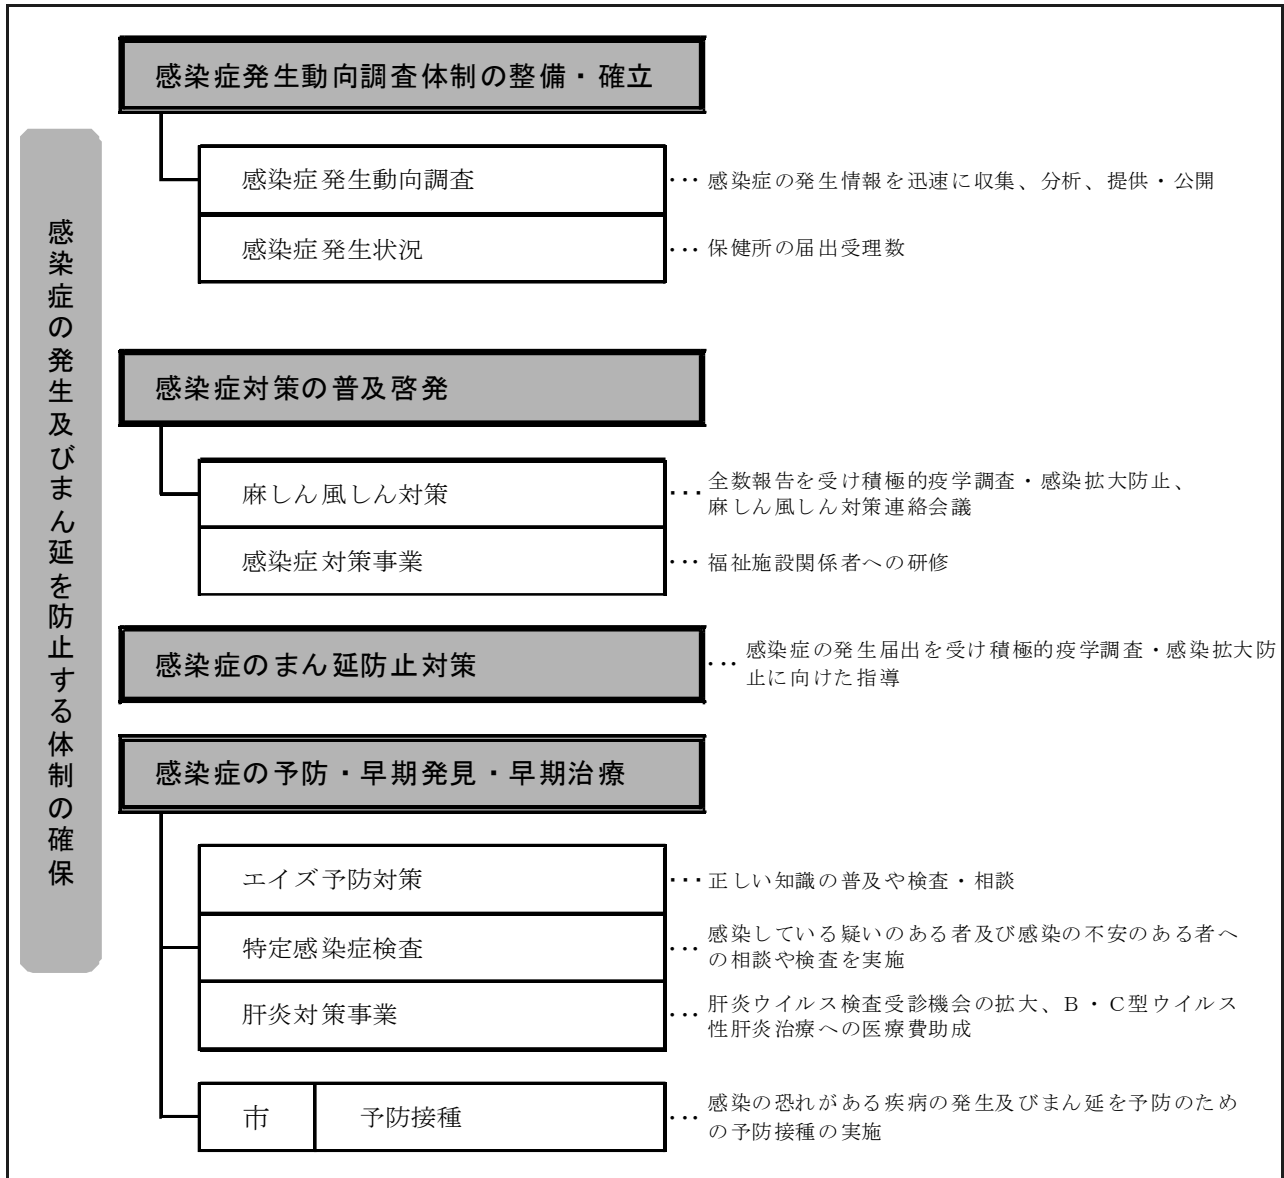 感染症の発生及びまん延を防止する体制の確保
感染症発生動向調査体制の整備・確立
感染症発生動向調査
･･･ 感染症の発生情報を迅速に収集、分析、提供・公開
感染症発生状況
･･･ 保健所の届出受理数
感染症対策の普及啓発
麻しん風しん対策
･･･ 全数報告を受け積極的疫学調査・感染拡大防止、
麻しん風しん対策連絡会議
感染症対策事業
･･･ 福祉施設関係者への研修
感染症のまん延防止対策
･･･ 感染症の発生届出を受け積極的疫学調査・感染拡大防
止に向けた指導
感染症の予防・早期発見・早期治療
エイズ予防対策
･･･ 正しい知識の普及や検査・相談
特定感染症検査
･･･ 感染している疑いのある者及び感染の不安のある者へ
の相談や検査を実施
肝炎対策事業
･･･ 肝炎ウイルス検査受診機会の拡大、Ｂ・Ｃ型ウイルス
性肝炎治療への医療費助成
市 予防接種
･･･ 感染の恐れがある疾病の発生及びまん延を予防のため
の予防接種の実施